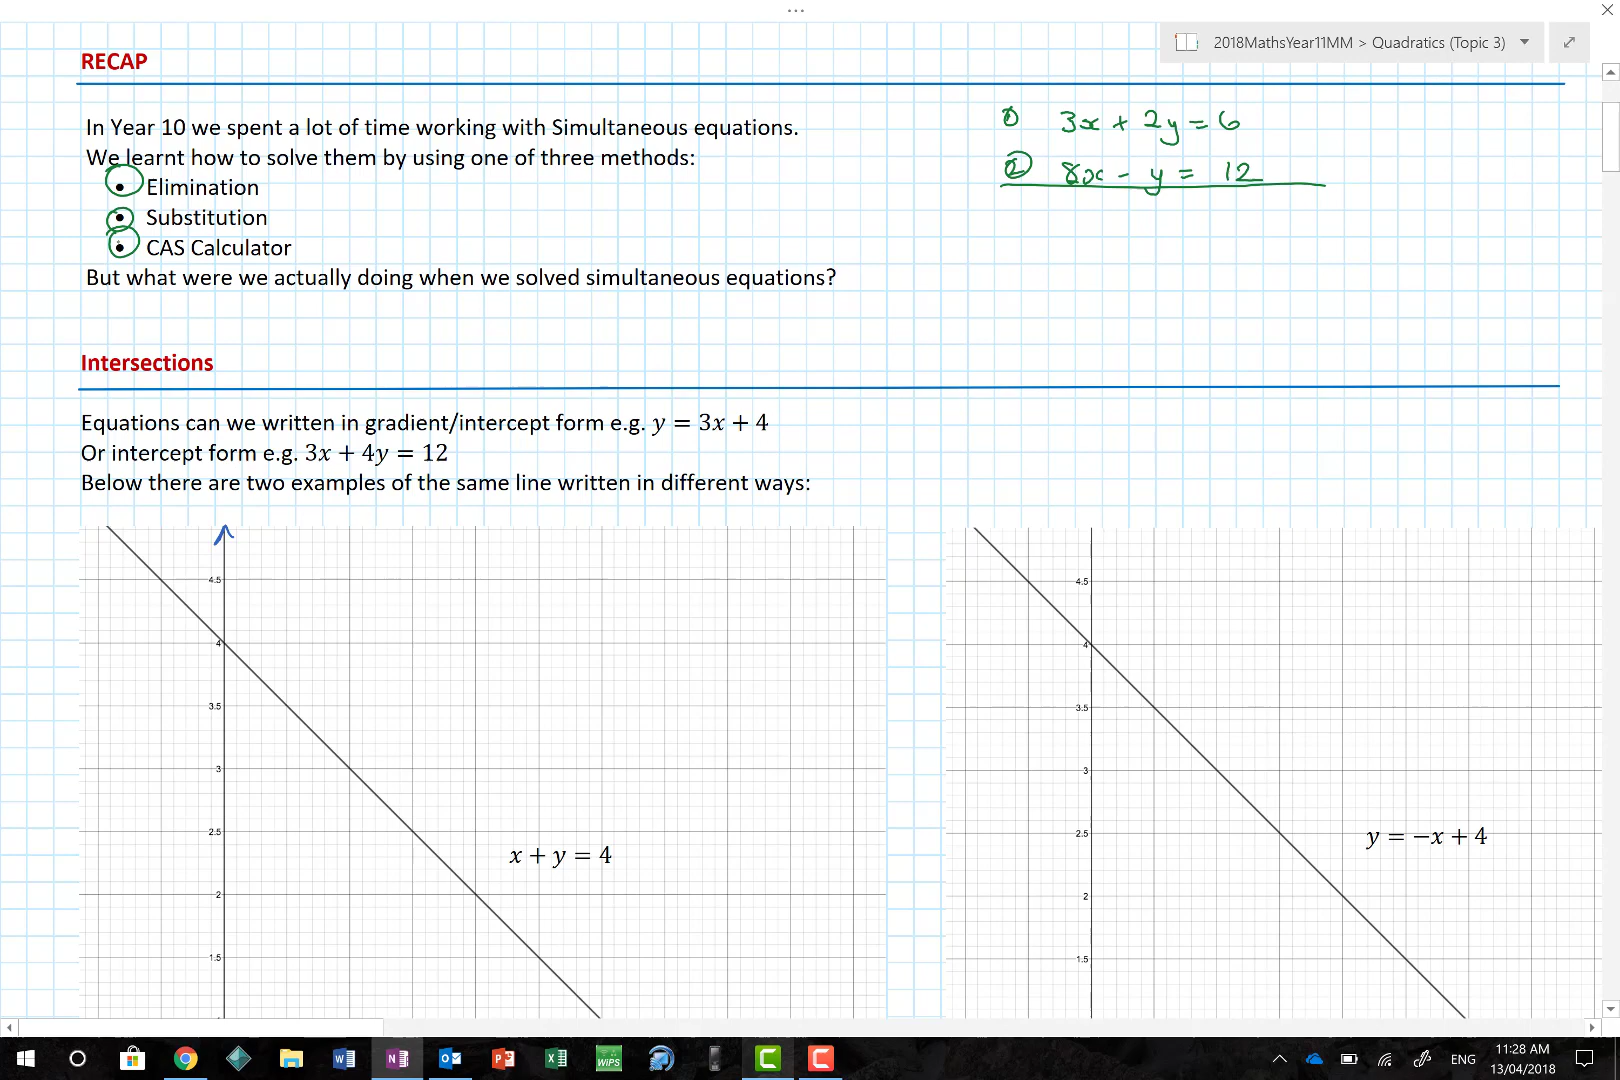 2018MathsYear11MM > Quadratics (Topic 3)
RECAP
In Year 10 we spent a lot of time working with Simultaneous equations.
We learnt how to solve them by using one of three methods:
• Elimination
• Substitution
• CAS Calculator
But what were we actually doing when we solved simultaneous equations?
① 3x + 2y = 6
② 8x - y = 12
Intersections
Equations can we written in gradient/intercept form e.g. y = 3x + 4
Or intercept form e.g. 3x + 4y = 12
Below there are two examples of the same line written in different ways:
4.5
4
3.5
3
2.5
2
1.5
x + y = 4
4.5
4
3.5
3
2.5
2
1.5
y = −x + 4
WiPS
ENG
11:28 AM
13/04/2018